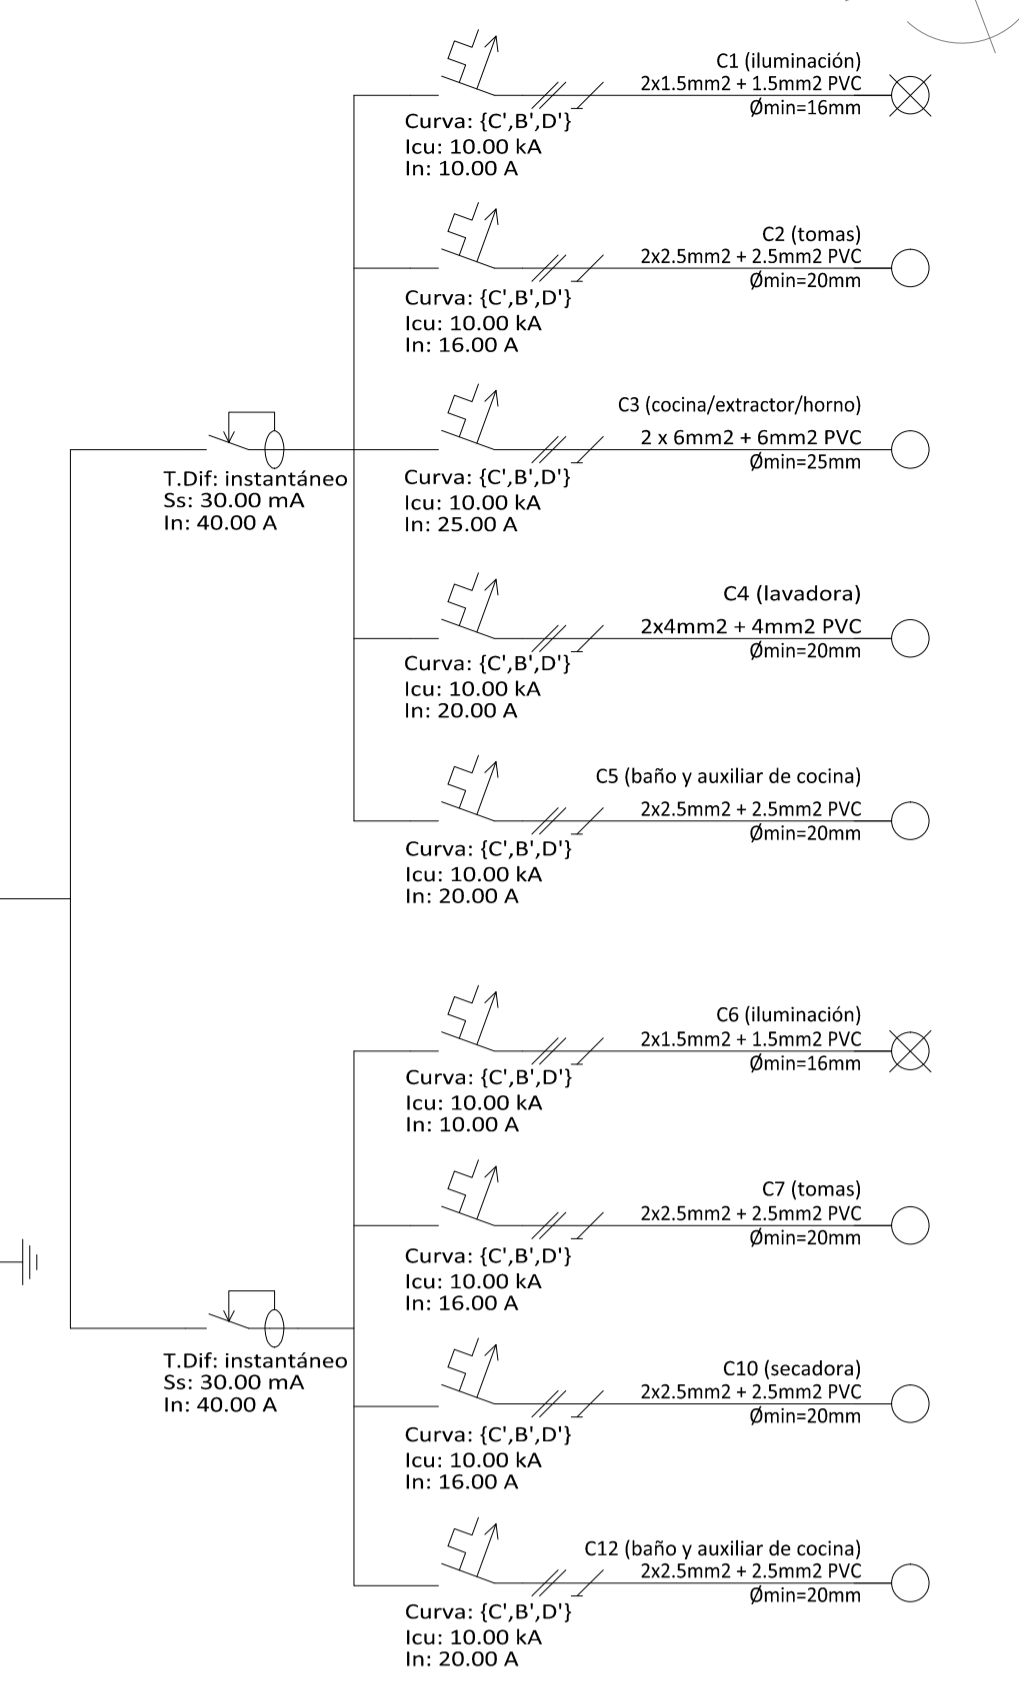 C1 (iluminación)
2x1.5mm2 + 1.5mm2 PVC
Ømin=16mm
Curva: {C',B',D'}
Icu: 10.00 kA
In: 10.00 A
C2 (tomas)
2x2.5mm2 + 2.5mm2 PVC
Ømin=20mm
Curva: {C',B',D'}
Icu: 10.00 kA
In: 16.00 A
C3 (cocina/extractor/horno)
2 x 6mm2 + 6mm2 PVC
Ømin=25mm
T.Dif: instantáneo
Ss: 30.00 mA
In: 40.00 A
Curva: {C',B',D'}
Icu: 10.00 kA
In: 25.00 A
C4 (lavadora)
2x4mm2 + 4mm2 PVC
Ømin=20mm
Curva: {C',B',D'}
Icu: 10.00 kA
In: 20.00 A
C5 (baño y auxiliar de cocina)
2x2.5mm2 + 2.5mm2 PVC
Ømin=20mm
Curva: {C',B',D'}
Icu: 10.00 kA
In: 20.00 A
C6 (iluminación)
2x1.5mm2 + 1.5mm2 PVC
Ømin=16mm
Curva: {C',B',D'}
Icu: 10.00 kA
In: 10.00 A
C7 (tomas)
2x2.5mm2 + 2.5mm2 PVC
Ømin=20mm
Curva: {C',B',D'}
Icu: 10.00 kA
In: 16.00 A
T.Dif: instantáneo
Ss: 30.00 mA
In: 40.00 A
C10 (secadora)
2x2.5mm2 + 2.5mm2 PVC
Ømin=20mm
Curva: {C',B',D'}
Icu: 10.00 kA
In: 16.00 A
C12 (baño y auxiliar de cocina)
2x2.5mm2 + 2.5mm2 PVC
Ømin=20mm
Curva: {C',B',D'}
Icu: 10.00 kA
In: 20.00 A